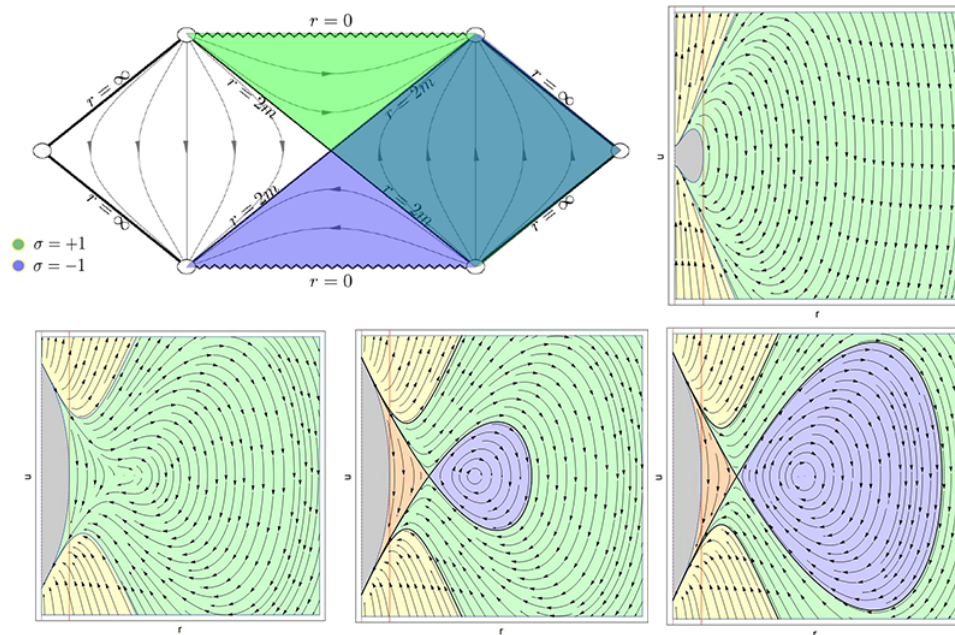 r = 0
r = ∞
r = 2m
r = 2m
r = ∞
r = ∞
r = 2m
r = 2m
r = ∞
σ = +1
σ = −1
r = 0
u
r
u
r
u
r
u
r